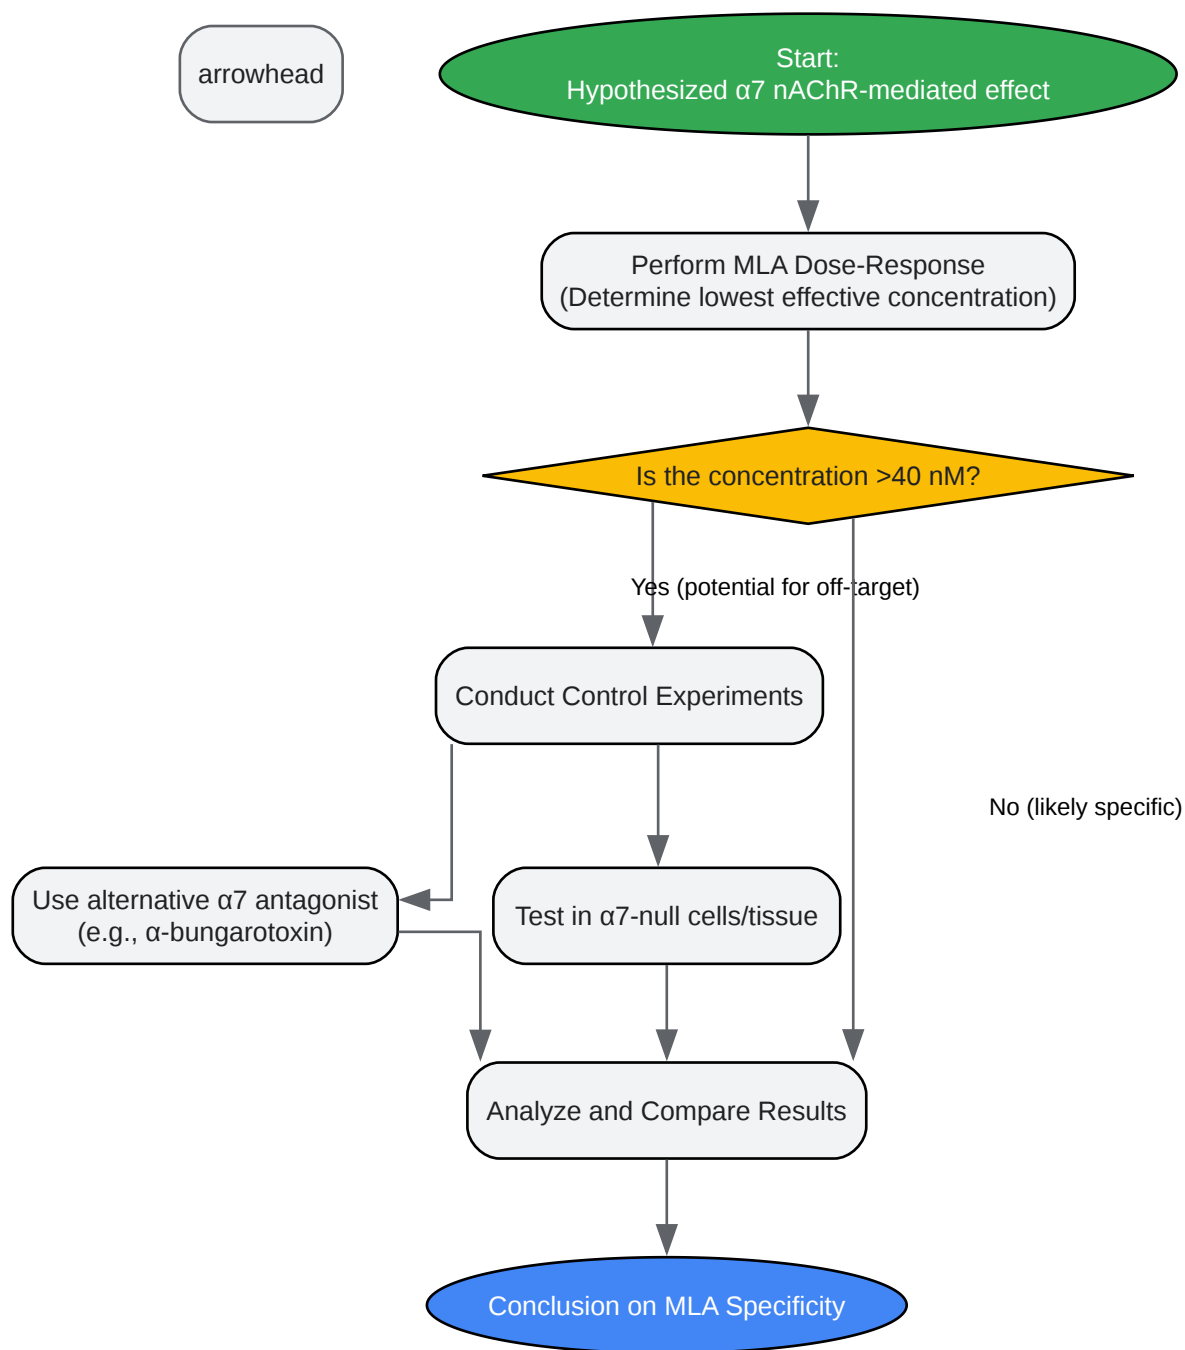 arrowhead
Start:
Hypothesized α7 nAChR-mediated effect
Perform MLA Dose-Response
(Determine lowest effective concentration)
Is the concentration >40 nM?
Yes (potential for off-target)
Conduct Control Experiments
No (likely specific)
Use alternative α7 antagonist
(e.g., α-bungarotoxin)
Test in α7-null cells/tissue
Analyze and Compare Results
Conclusion on MLA Specificity